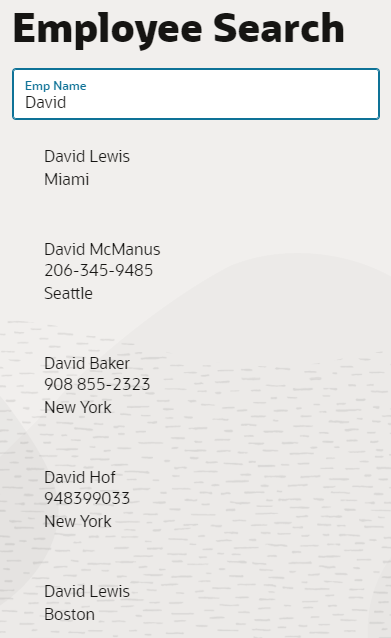 Employee Search
Emp Name
David
David Lewis
Miami
David McManus
206-345-9485
Seattle
David Baker
908 855-2323
New York
David Hof
948399033
New York
David Lewis
Boston